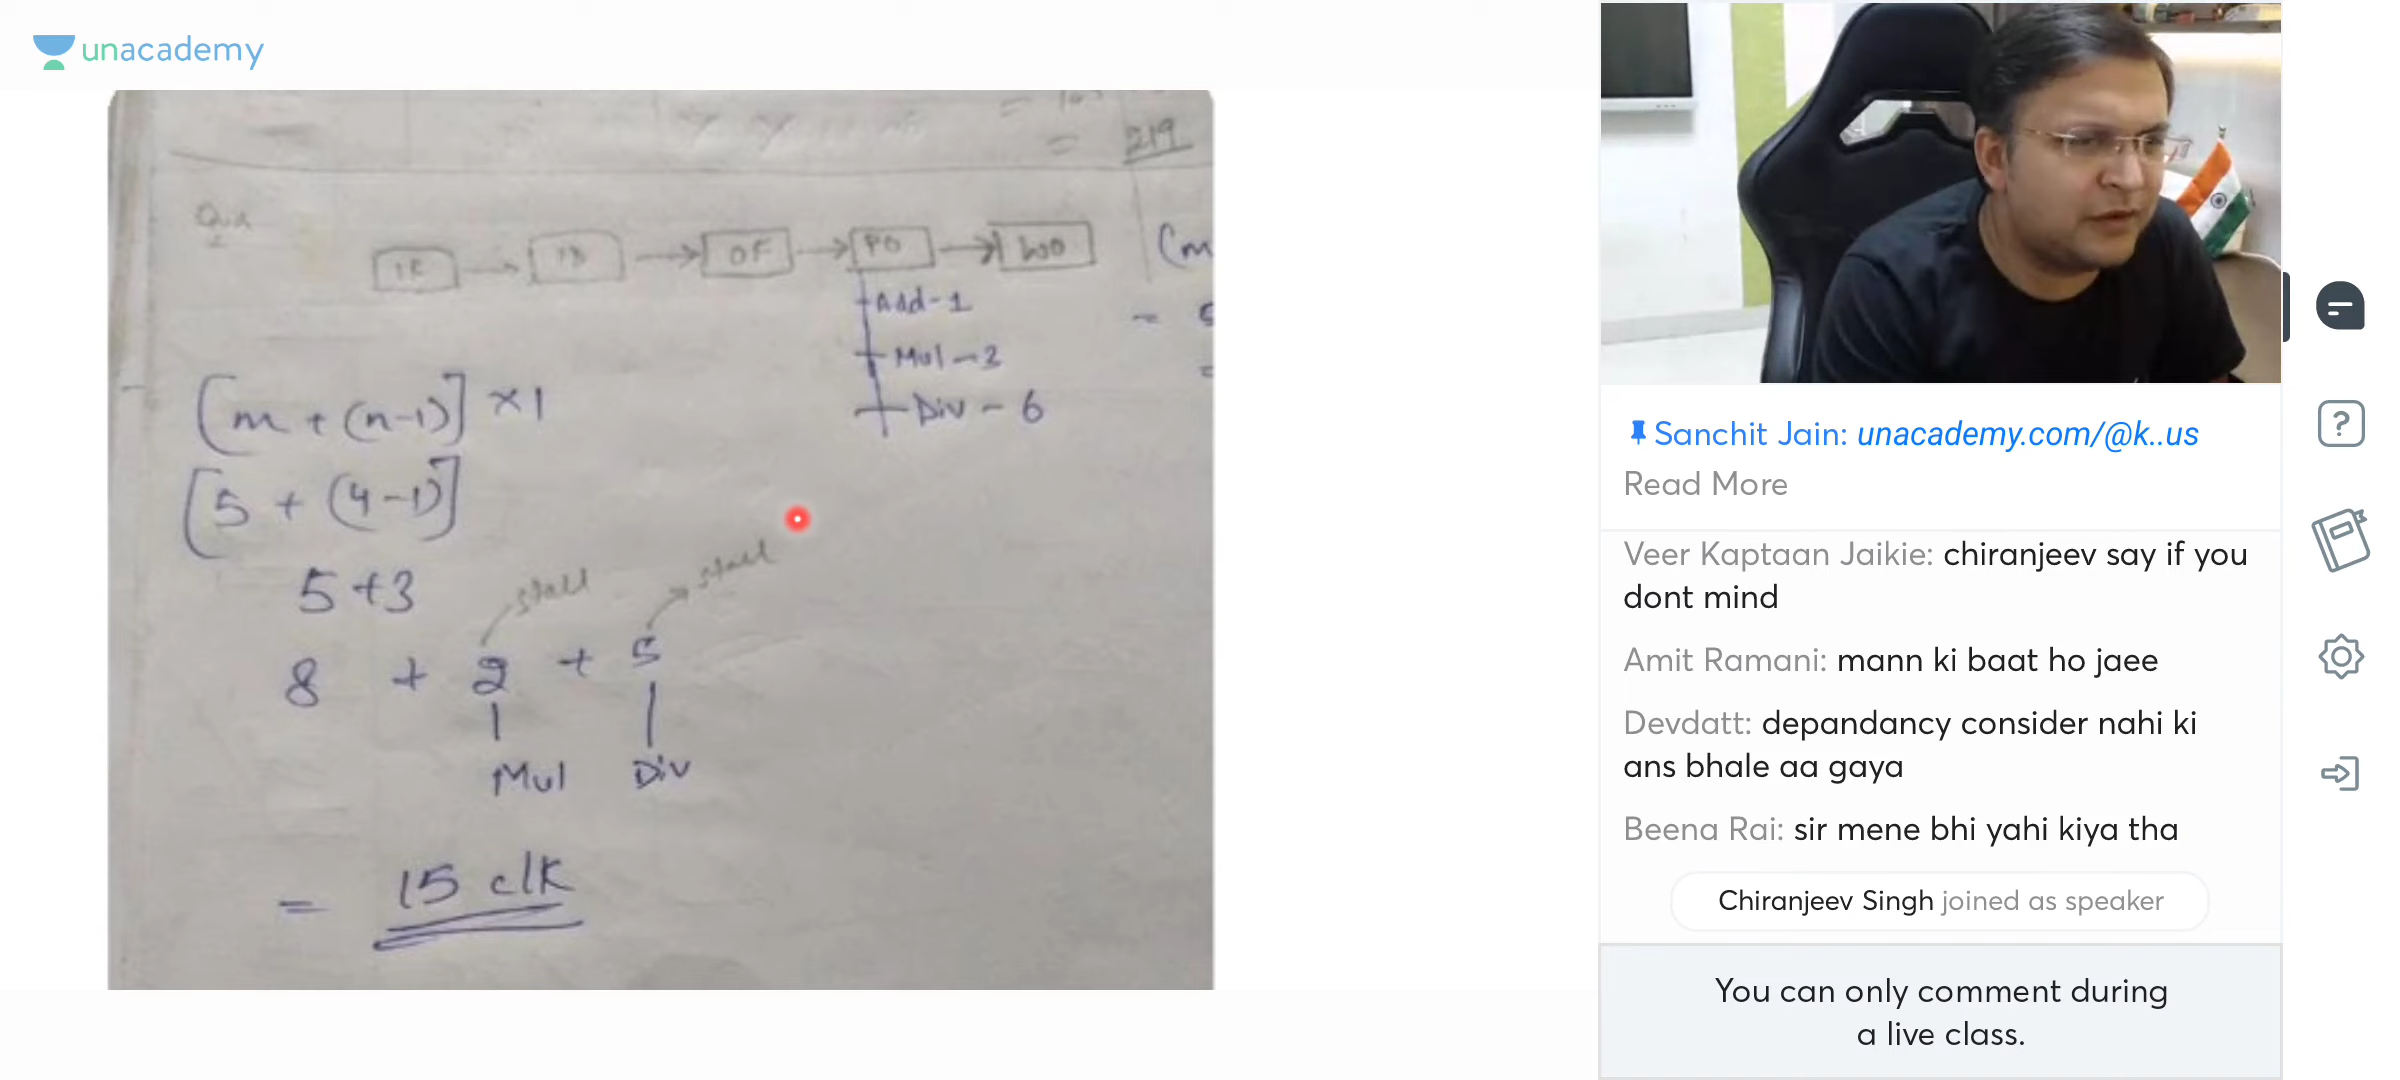 unacademy
= 219
Que
IF → ID → OF → PO → WO
(m
Add - 1
Mul - 3
Div - 6
[m + (n-1)] × 1
[5 + (4-1)]
5 + 3
stall
stall
8 + 2 + 5
Mul
Div
= 15 clk
Sanchit Jain: unacademy.com/@k..us
Read More
Veer Kaptaan Jaikie: chiranjeev say if you
dont mind
Amit Ramani: mann ki baat ho jaee
Devdatt: depandancy consider nahi ki
ans bhale aa gaya
Beena Rai: sir mene bhi yahi kiya tha
Chiranjeev Singh joined as speaker
You can only comment during
a live class.